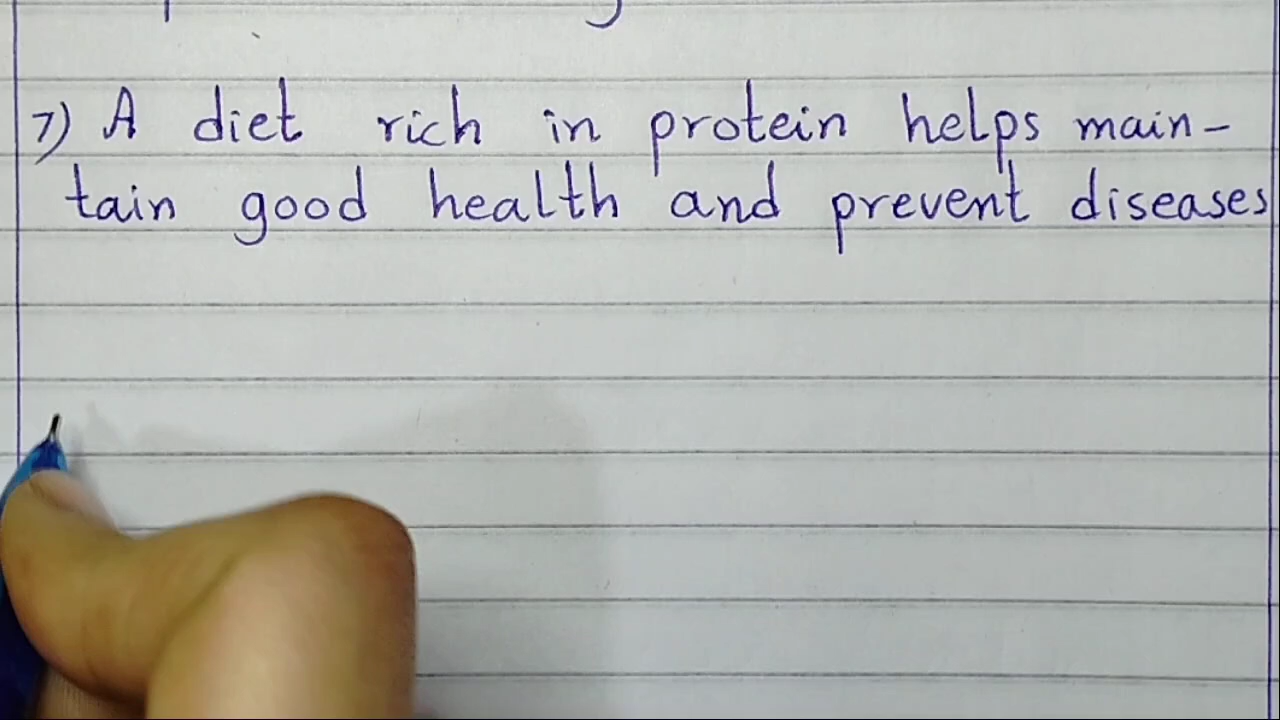 7) A diet rich in protein helps main-
tain good health and prevent diseases